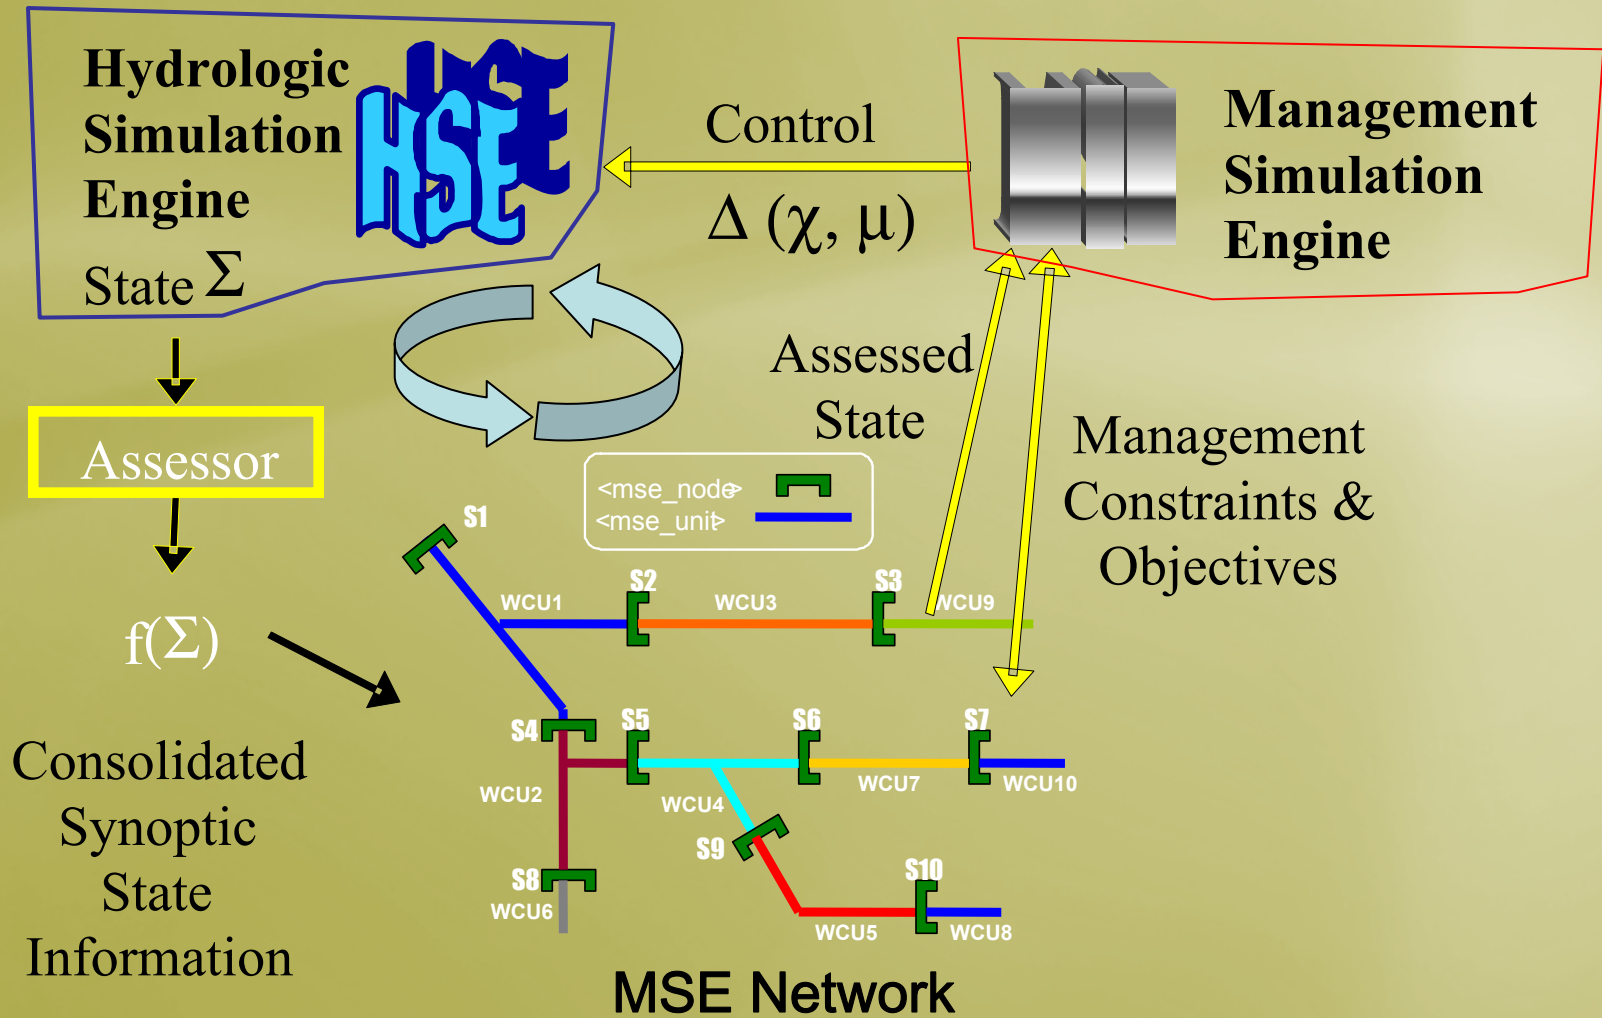 Hydrologic
Simulation
Engine
State Σ
HSE
HSE
Control
Δ (χ, μ)
Management
Simulation
Engine
Assessor
f(Σ)
Consolidated
Synoptic
State
Information
Assessed
State
Management
Constraints &
Objectives
<mse_node>
<mse_unit>
S1
S2
S3
WCU1
WCU3
WCU9
S4
S5
S6
S7
WCU2
WCU4
WCU7
WCU10
S9
S8
S10
WCU6
WCU5
WCU8
MSE Network